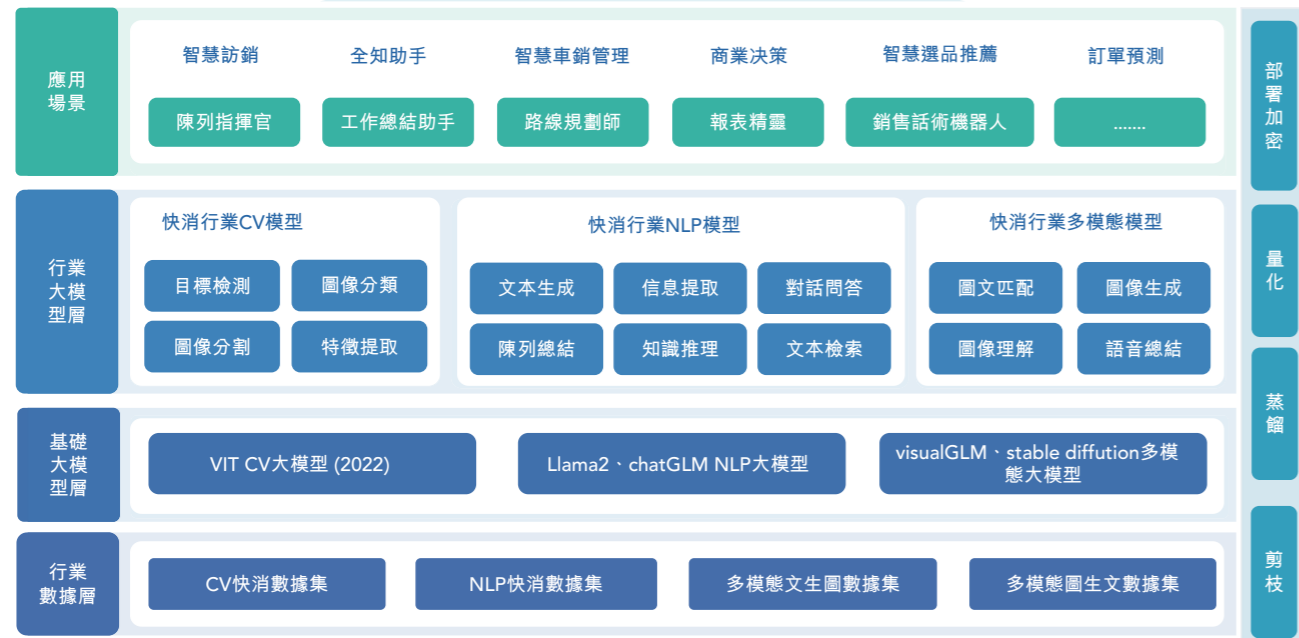 應用
場景
智慧訪銷
全知助手
智慧車銷管理
商業决策
智慧選品推薦
訂單預測
陳列指揮官
工作總結助手
路線規劃師
報表精靈
銷售話術機器人
.......
行業
大模
型層
快消行業CV模型
目標檢測
圖像分類
圖像分割
特徵提取
快消行業NLP模型
文本生成
信息提取
對話問答
陳列總結
知識推理
文本檢索
快消行業多模態模型
圖文匹配
圖像生成
圖像理解
語音總結
基礎
大模
型層
VIT CV大模型 (2022)
Llama2、chatGLM NLP大模型
visualGLM、stable diffution多模
態大模型
行業
數據層
CV快消數據集
NLP快消數據集
多模態文生圖數據集
多模態圖生文數據集
部署加密
量化
蒸餾
剪枝